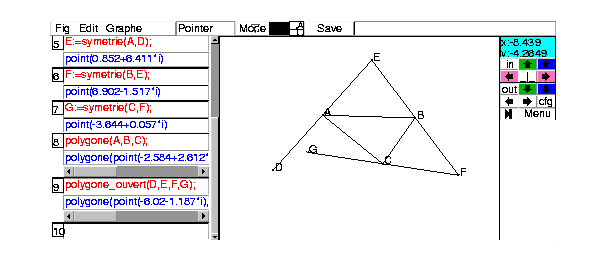 Fig Edit Graphe Pointer Mode Save
5 E:=symetrie(A,D);
point(0.852+6.411*i)
6 F:=symetrie(B,E);
point(6.902-1.517*i)
7 G:=symetrie(C,F);
point(-3.644+0.057*i)
8 polygone(A,B,C);
polygone(point(-2.584+2.612*
9 polygone_ouvert(D,E,F,G);
polygone(point(-6.02-1.187*i),
10
E
A
B
G
C
D
F
x:-8.439
y:-4.2849
in
out
cfg
Menu